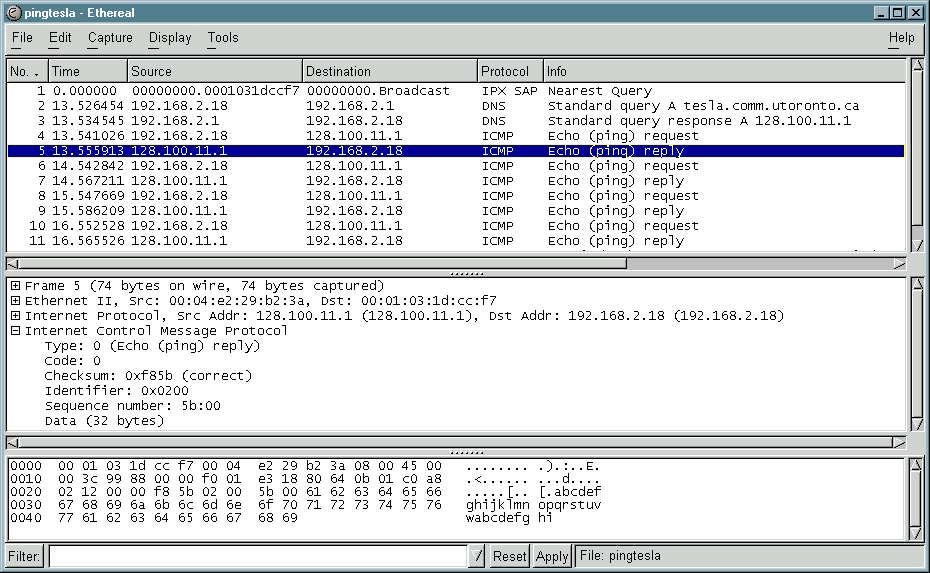 pingtesla - Ethereal
File Edit Capture Display Tools Help
No. . Time Source Destination Protocol Info
1 0.000000 00000000.0001031dccf7 00000000.Broadcast IPX SAP Nearest Query
2 13.526454 192.168.2.18 192.168.2.1 DNS Standard query A tesla.comm.utoronto.ca
3 13.534545 192.168.2.1 192.168.2.18 DNS Standard query response A 128.100.11.1
4 13.541026 192.168.2.18 128.100.11.1 ICMP Echo (ping) request
5 13.555913 128.100.11.1 192.168.2.18 ICMP Echo (ping) reply
6 14.542842 192.168.2.18 128.100.11.1 ICMP Echo (ping) request
7 14.567211 128.100.11.1 192.168.2.18 ICMP Echo (ping) reply
8 15.547669 192.168.2.18 128.100.11.1 ICMP Echo (ping) request
9 15.586209 128.100.11.1 192.168.2.18 ICMP Echo (ping) reply
10 16.552528 192.168.2.18 128.100.11.1 ICMP Echo (ping) request
11 16.565526 128.100.11.1 192.168.2.18 ICMP Echo (ping) reply
Frame 5 (74 bytes on wire, 74 bytes captured)
Ethernet II, Src: 00:04:e2:29:b2:3a, Dst: 00:01:03:1d:cc:f7
Internet Protocol, Src Addr: 128.100.11.1 (128.100.11.1), Dst Addr: 192.168.2.18 (192.168.2.18)
Internet Control Message Protocol
Type: 0 (Echo (ping) reply)
Code: 0
Checksum: 0xf85b (correct)
Identifier: 0x0200
Sequence number: 5b:00
Data (32 bytes)
0000 00 01 03 1d cc f7 00 04 e2 29 b2 3a 08 00 45 00 ........ .).:..E.
0010 00 3c 99 88 00 00 f0 01 e3 18 80 64 0b 01 c0 a8 .<...... ...d....
0020 02 12 00 00 f8 5b 02 00 5b 00 61 62 63 64 65 66 .....[.. [.abcdef
0030 67 68 69 6a 6b 6c 6d 6e 6f 70 71 72 73 74 75 76 ghijklmn opqrstuv
0040 77 61 62 63 64 65 66 67 68 69 wabcdefg hi
Filter: Reset Apply File: pingtesla